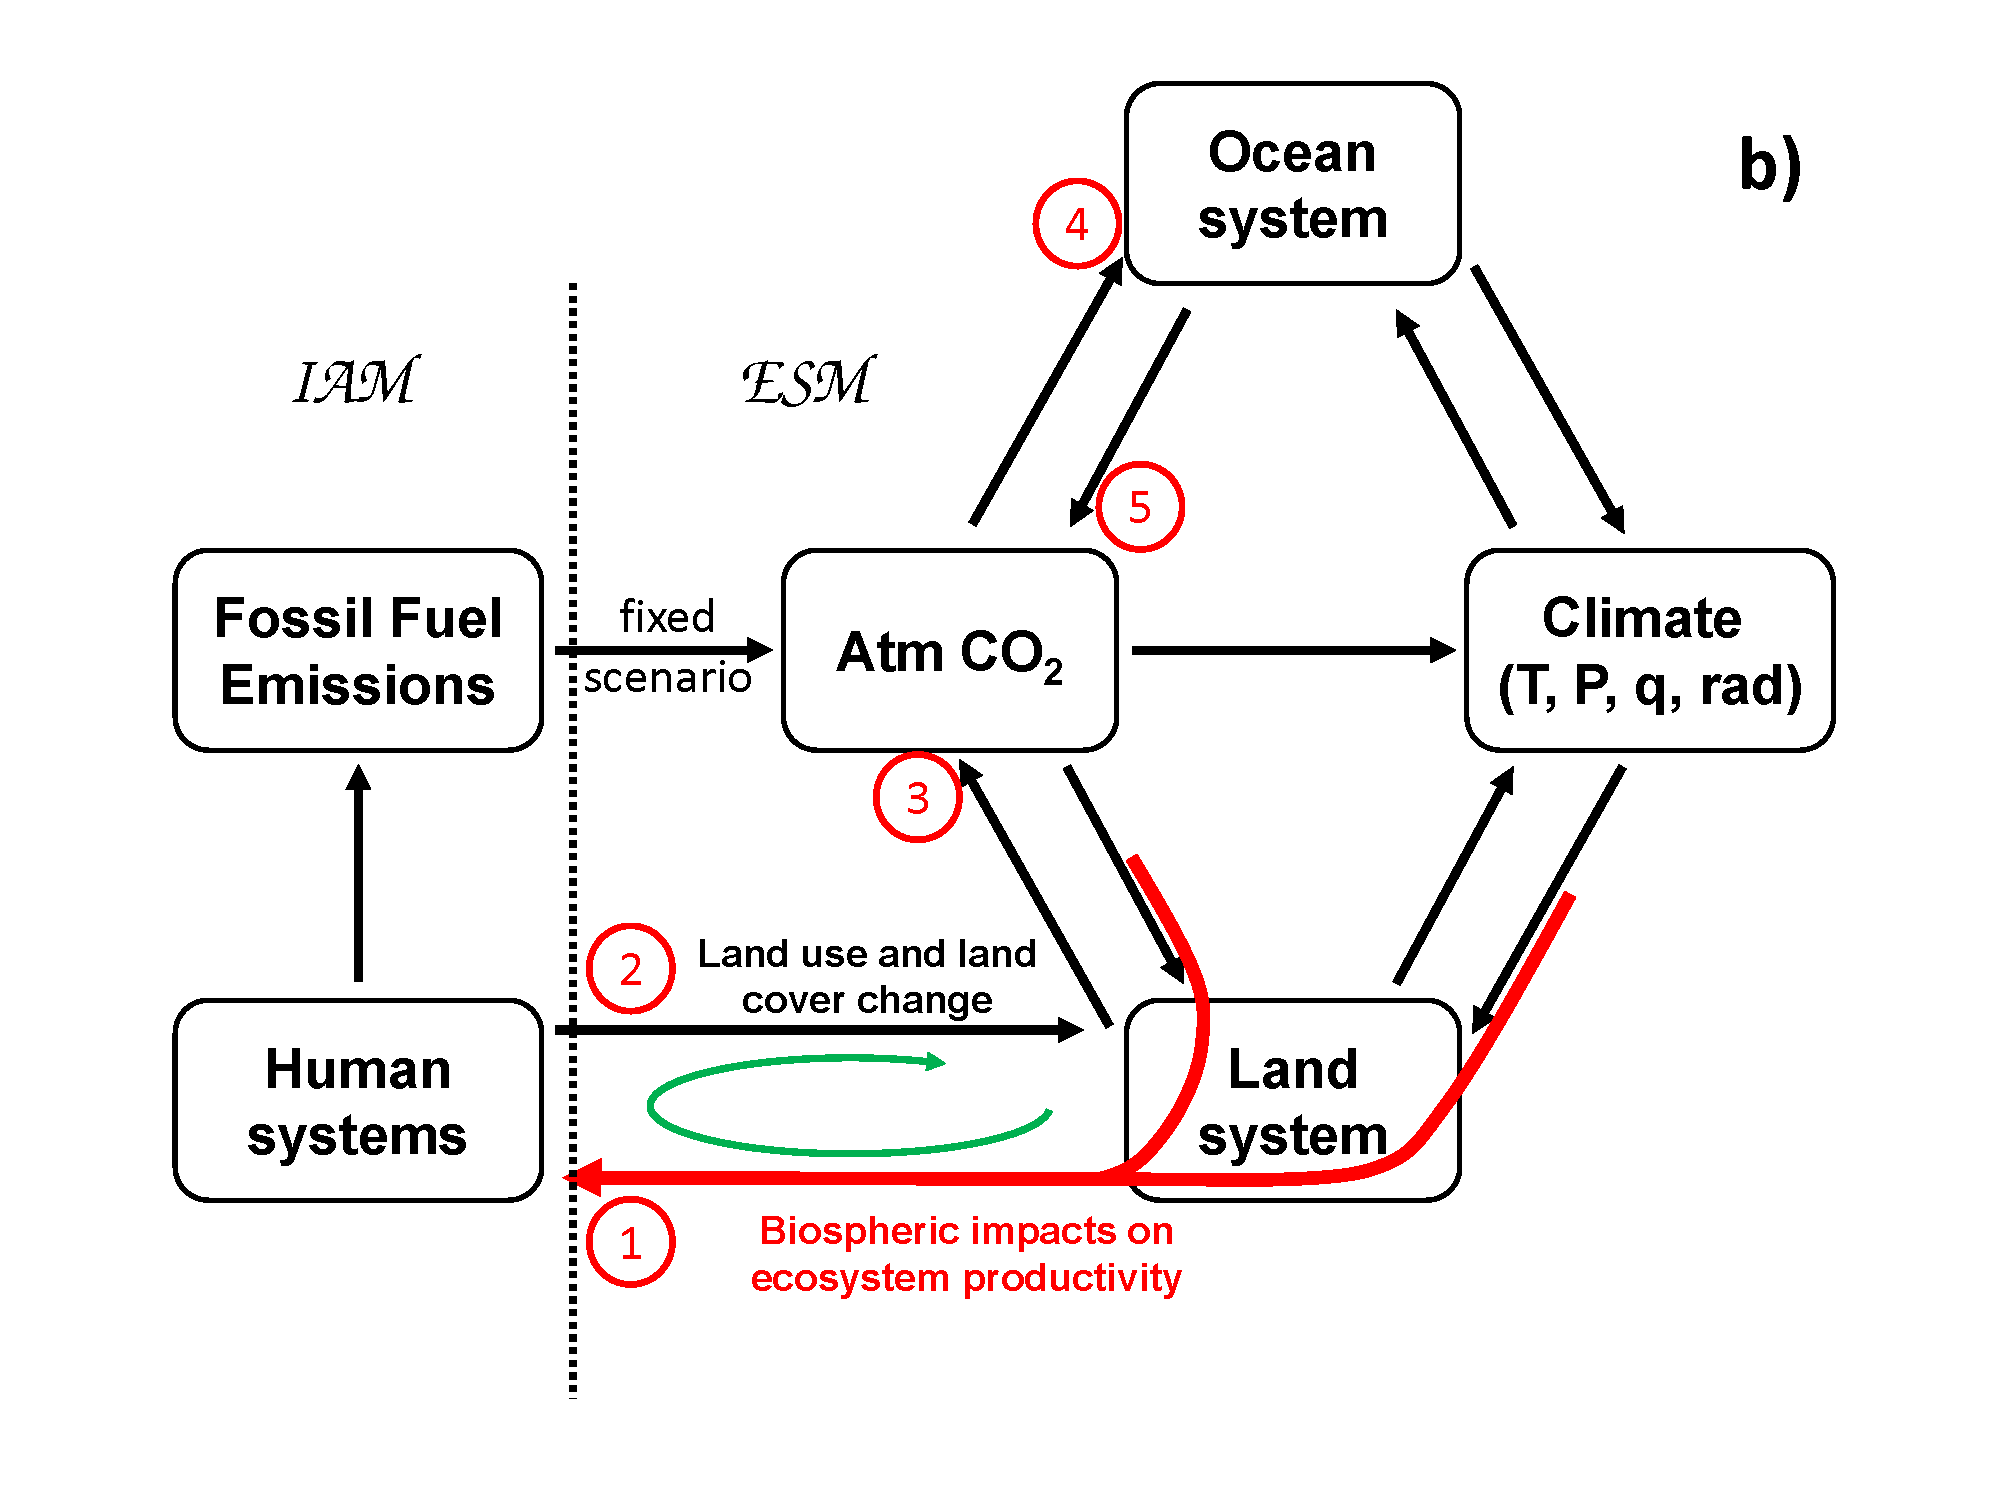 b)
Ocean
system
4
IAM
ESM
5
Fossil Fuel
Emissions
fixed
scenario
Atm CO₂
Climate
(T, P, q, rad)
3
2
Land use and land
cover change
Human
systems
Land
system
1
Biospheric impacts on
ecosystem productivity